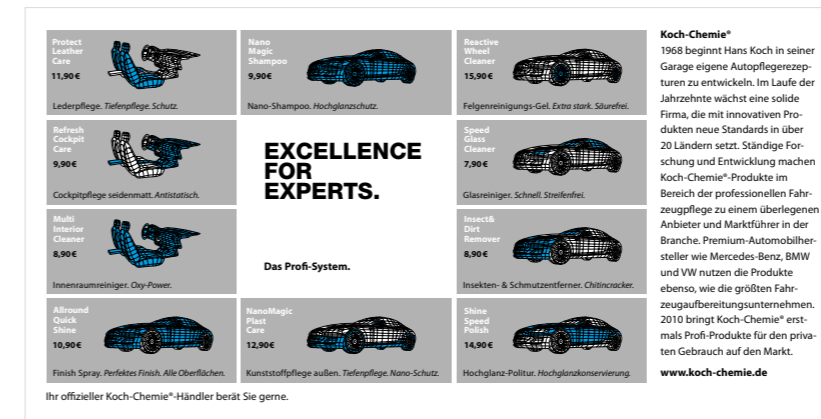 Protect
Leather
Care
11,90 €
Lederpflege. Tiefenpflege. Schutz.
Nano
Magic
Shampoo
9,90 €
Nano-Shampoo. Hochglanzschutz.
Reactive
Wheel
Cleaner
15,90 €
Felgenreinigungs-Gel. Extra stark. Säurefrei.
Refresh
Cockpit
Care
9,90 €
Cockpitpflege seidenmatt. Antistatisch.
EXCELLENCE
FOR
EXPERTS.
Das Profi-System.
Speed
Glass
Cleaner
7,90 €
Glasreiniger. Schnell. Streifenfrei.
Multi
Interior
Cleaner
8,90 €
Innenraumreiniger. Oxy-Power.
Insect&
Dirt
Remover
8,90 €
Insekten- & Schmutzentferner. Chitincracker.
Allround
Quick
Shine
10,90 €
Finish Spray. Perfektes Finish. Alle Oberflächen.
NanoMagic
Plast
Care
12,90 €
Kunststoffpflege außen. Tiefenpflege. Nano-Schutz.
Shine
Speed
Polish
14,90 €
Hochglanz-Politur. Hochglanzkonservierung.
Ihr offizieller Koch-Chemie®-Händler berät Sie gerne.
Koch-Chemie®
1968 beginnt Hans Koch in seiner
Garage eigene Autopflegerezep-
turen zu entwickeln. Im Laufe der
Jahrzehnte wächst eine solide
Firma, die mit innovativen Pro-
dukten neue Standards in über
20 Ländern setzt. Ständige For-
schung und Entwicklung machen
Koch-Chemie®-Produkte im
Bereich der professionellen Fahr-
zeugpflege zu einem überlegenen
Anbieter und Marktführer in der
Branche. Premium-Automobilher-
steller wie Mercedes-Benz, BMW
und VW nutzen die Produkte
ebenso, wie die größten Fahr-
zeugaufbereitungsunternehmen.
2010 bringt Koch-Chemie® erst-
mals Profi-Produkte für den priva-
ten Gebrauch auf den Markt.
www.koch-chemie.de